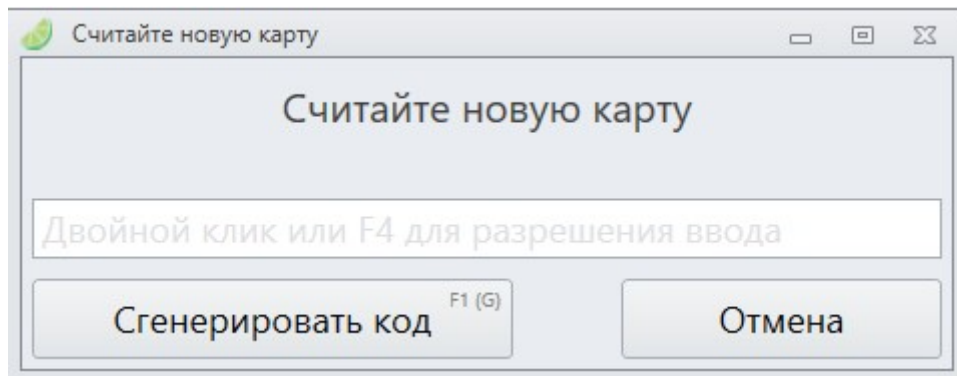 Считайте новую карту
Считайте новую карту
Двойной клик или F4 для разрешения ввода
Сгенерировать код F1 (G)
Отмена